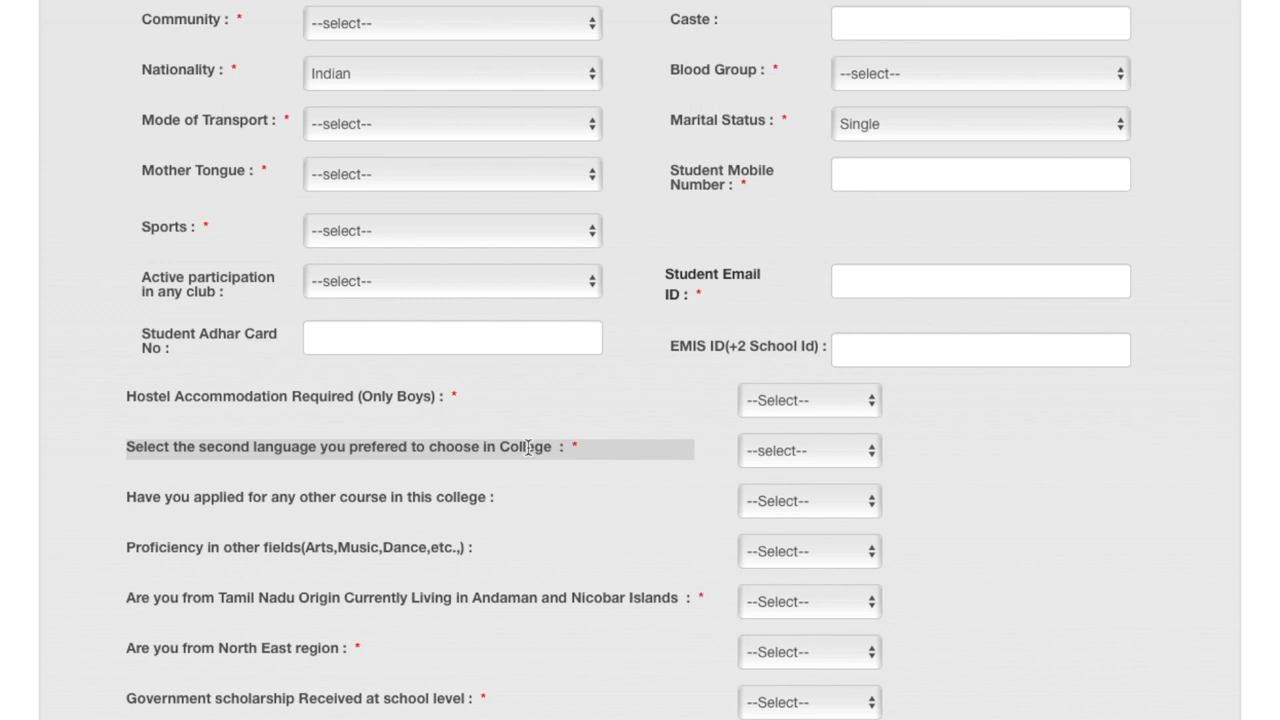 Community : * --select-- Caste :
Nationality : * Indian Blood Group : * --select--
Mode of Transport : * --select-- Marital Status : * Single
Mother Tongue : * --select-- Student Mobile
Number : *
Sports : * --select--
Active participation
in any club : --select-- Student Email
ID : *
Student Adhar Card
No : EMIS ID(+2 School Id) :
Hostel Accommodation Required (Only Boys) : * --Select--
Select the second language you prefered to choose in College : * --select--
Have you applied for any other course in this college : --Select--
Proficiency in other fields(Arts,Music,Dance,etc.,) : --Select--
Are you from Tamil Nadu Origin Currently Living in Andaman and Nicobar Islands : * --Select--
Are you from North East region : * --Select--
Government scholarship Received at school level : * --Select--